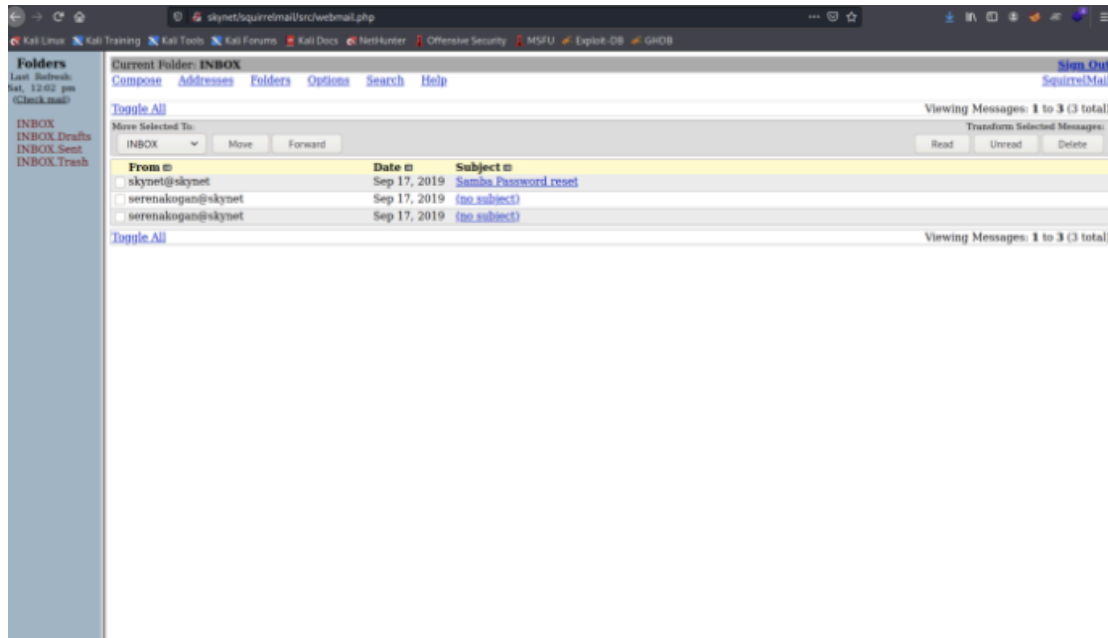 skynet/squirrelmail/src/webmail.php
Kali Linux Kali Training Kali Tools Kali Forums Kali Docs NetHunter Offensive Security MSFU Exploit-DB GHDB
Folders
Last Refresh:
Sat, 12:02 pm
(Check mail)
INBOX
INBOX.Drafts
INBOX.Sent
INBOX.Trash
Current Folder: INBOX Sign Out
Compose Addresses Folders Options Search Help SquirrelMail
Toggle All Viewing Messages: 1 to 3 (3 total)
Move Selected To: Transform Selected Messages:
INBOX Move Forward Read Unread Delete
From Date Subject
skynet@skynet Sep 17, 2019 Samba Password reset
serenakogan@skynet Sep 17, 2019 (no subject)
serenakogan@skynet Sep 17, 2019 (no subject)
Toggle All Viewing Messages: 1 to 3 (3 total)